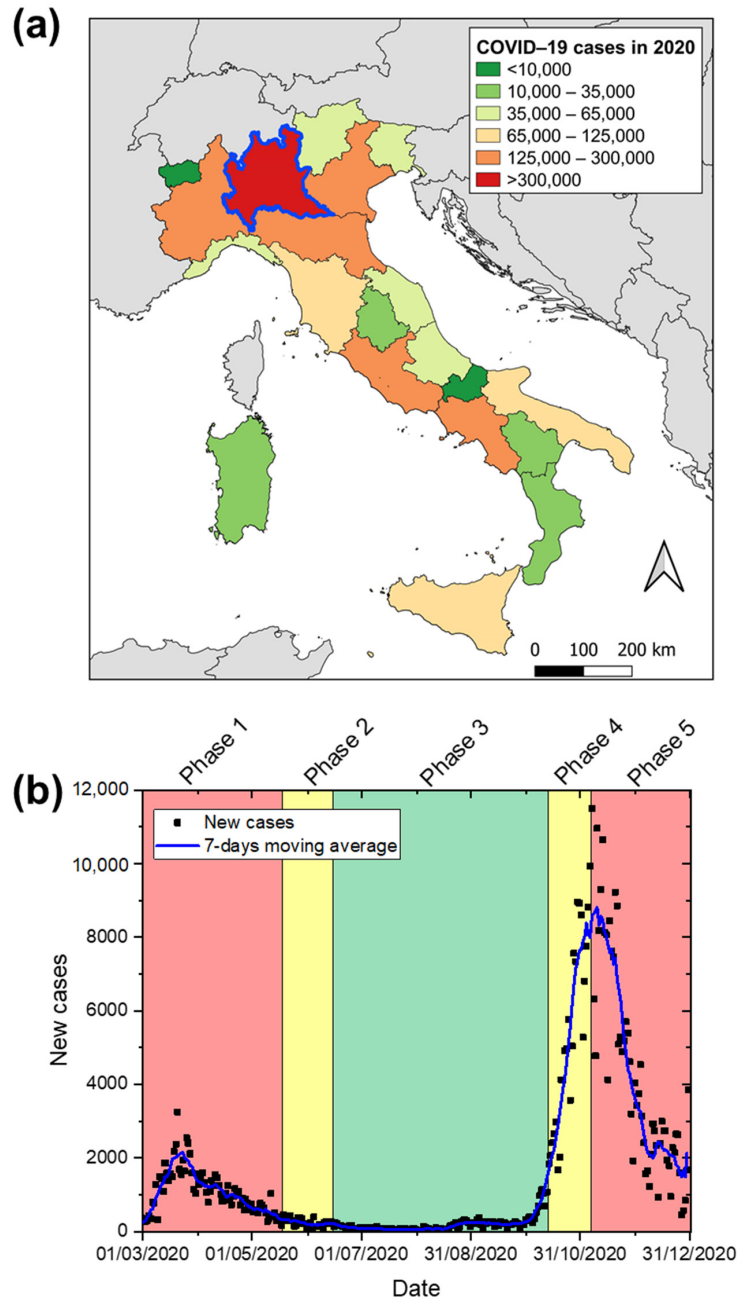 (a)
COVID–19 cases in 2020
<10,000
10,000 – 35,000
35,000 – 65,000
65,000 – 125,000
125,000 – 300,000
>300,000
0 100 200 km
Phase 1
Phase 2
Phase 3
Phase 4
Phase 5
(b)
12,000
10,000
8000
6000
4000
2000
0
New cases
New cases
7-days moving average
01/03/2020 01/05/2020 01/07/2020 31/08/2020 31/10/2020 31/12/2020
Date